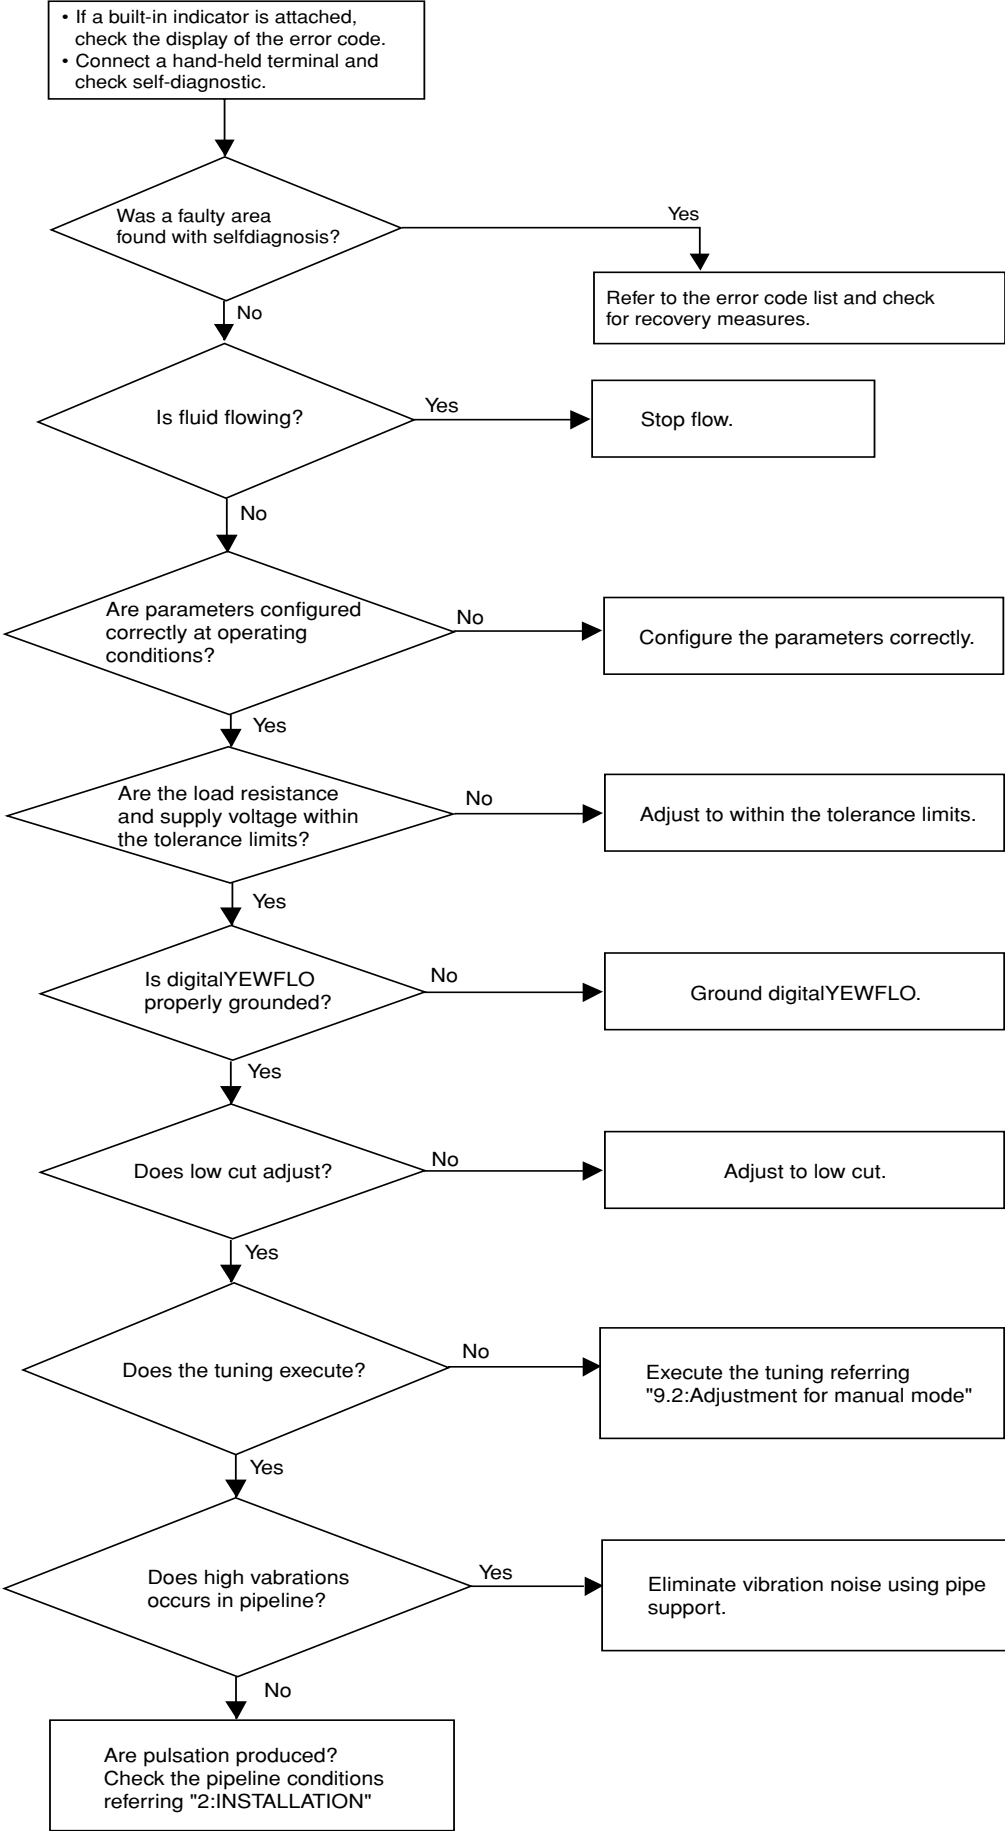 • If a built-in indicator is attached,
check the display of the error code.
• Connect a hand-held terminal and
check self-diagnostic.
Was a faulty area
found with selfdiagnosis?
Yes
Refer to the error code list and check
for recovery measures.
No
Is fluid flowing?
Yes
Stop flow.
No
Are parameters configured
correctly at operating
conditions?
No
Configure the parameters correctly.
Yes
Are the load resistance
and supply voltage within
the tolerance limits?
No
Adjust to within the tolerance limits.
Yes
Is digitalYEWFLO
properly grounded?
No
Ground digitalYEWFLO.
Yes
Does low cut adjust?
No
Adjust to low cut.
Yes
Does the tuning execute?
No
Execute the tuning referring
"9.2:Adjustment for manual mode"
Yes
Does high vabrations
occurs in pipeline?
Yes
Eliminate vibration noise using pipe
support.
No
Are pulsation produced?
Check the pipeline conditions
referring "2:INSTALLATION"